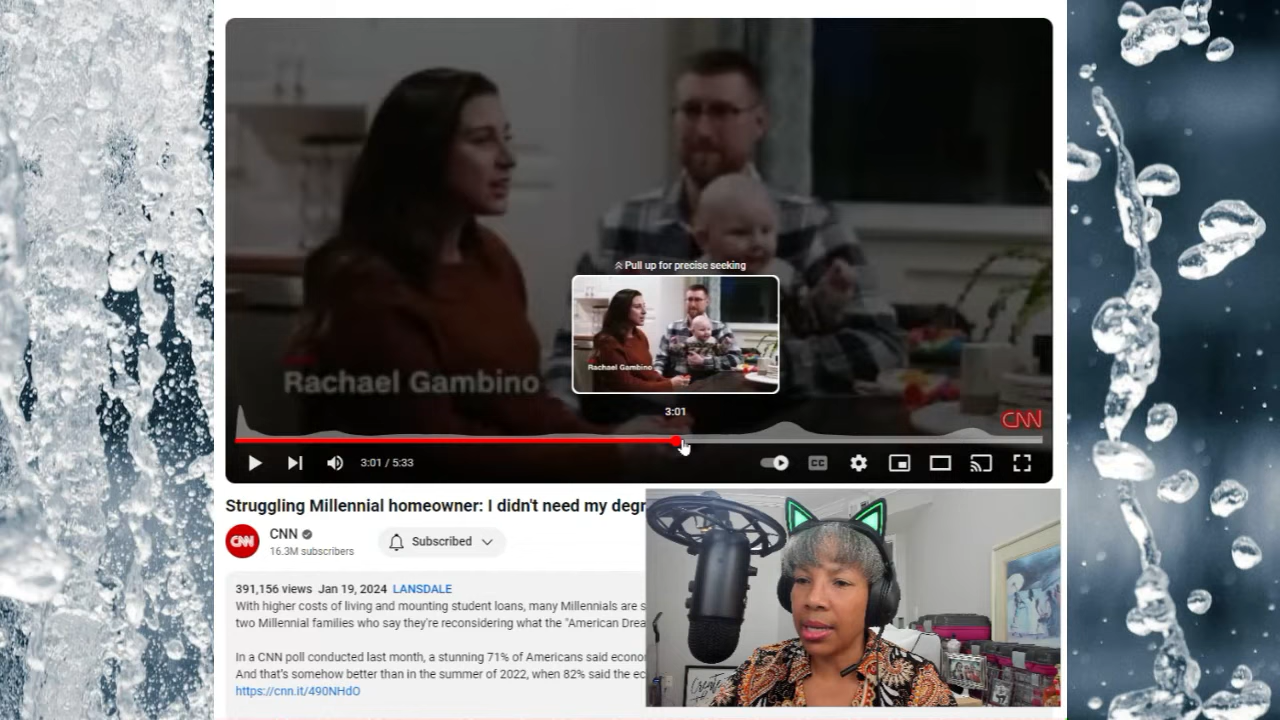 Pull up for precise seeking
Rachael Gambino
Rachael Gambino
3:01
CNN
3:01 / 5:33
CC
Struggling Millennial homeowner: I didn't need my degr
CNN
CNN
16.3M subscribers
Subscribed
391,156 views Jan 19, 2024 LANSDALE
With higher costs of living and mounting student loans, many Millennials are s
two Millennial families who say they're reconsidering what the "American Drea
In a CNN poll conducted last month, a stunning 71% of Americans said econo
And that's somehow better than in the summer of 2022, when 82% said the ec
https://cnn.it/490NHdO